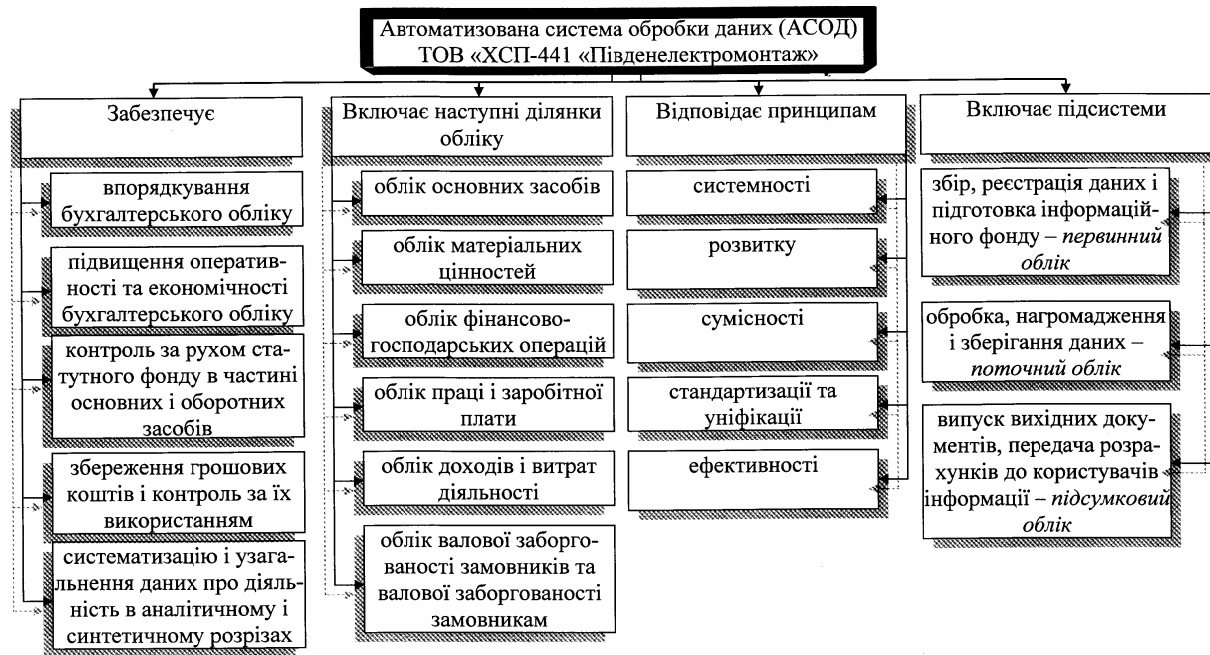 Автоматизована система обробки даних (АСОД)
ТОВ «ХСП-441 «Південелектромонтаж»
Забезпечує
впорядкування
бухгалтерського обліку
підвищення оператив-
ності та економічності
бухгалтерського обліку
контроль за рухом ста-
тутного фонду в частині
основних і оборотних
засобів
збереження грошових
коштів і контроль за їх
використанням
систематизацію і узага-
льнення даних про діяль-
ність в аналітичному і
синтетичному розрізах
Включає наступні ділянки
обліку
облік основних засобів
облік матеріальних
цінностей
облік фінансово-
господарських операцій
облік праці і заробітної
плати
облік доходів і витрат
діяльності
облік валової заборго-
ваності замовників та
валової заборгованості
замовникам
Відповідає принципам
системності
розвитку
сумісності
стандартизації та
уніфікації
ефективності
Включає підсистеми
збір, реєстрація даних і
підготовка інформацій-
ного фонду – первинний
облік
обробка, нагромадження
і зберігання даних –
поточний облік
випуск вихідних доку-
ментів, передача розра-
хунків до користувачів
інформації – підсумковий
облік